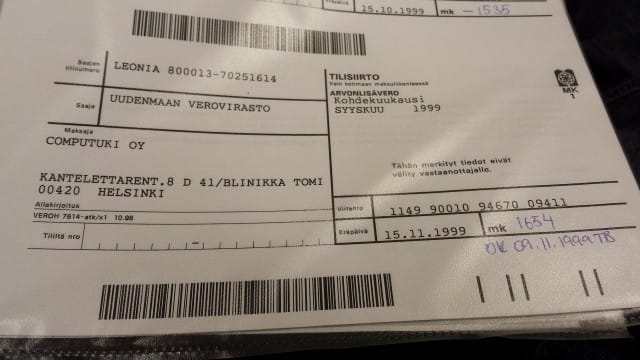 Eräpäivä 15.10.1999 mk - 1535
Saajan
tilinumero LEONIA 800013-70251614
Saaja UUDENMAAN VEROVIRASTO
Maksaja
COMPUTUKI OY
KANTELETTARENT.8 D 41/BLINIKKA TOMI
00420 HELSINKI
Allekirjoitus
VEROH 7614-atk/x1 10.98
Tililtä nro
TILISIIRTO
Vain kotimaan maksuliikenteessä
ARVONLISÄVERO
Kohdekuukausi
SYYSKUU 1999
MK
1
Tähän merkityt tiedot eivät
välity vastaanottajalle.
Viitenro 1149 90010 94670 09411
Eräpäivä 15.11.1999 mk 1654
OK 09.11.1999 TB